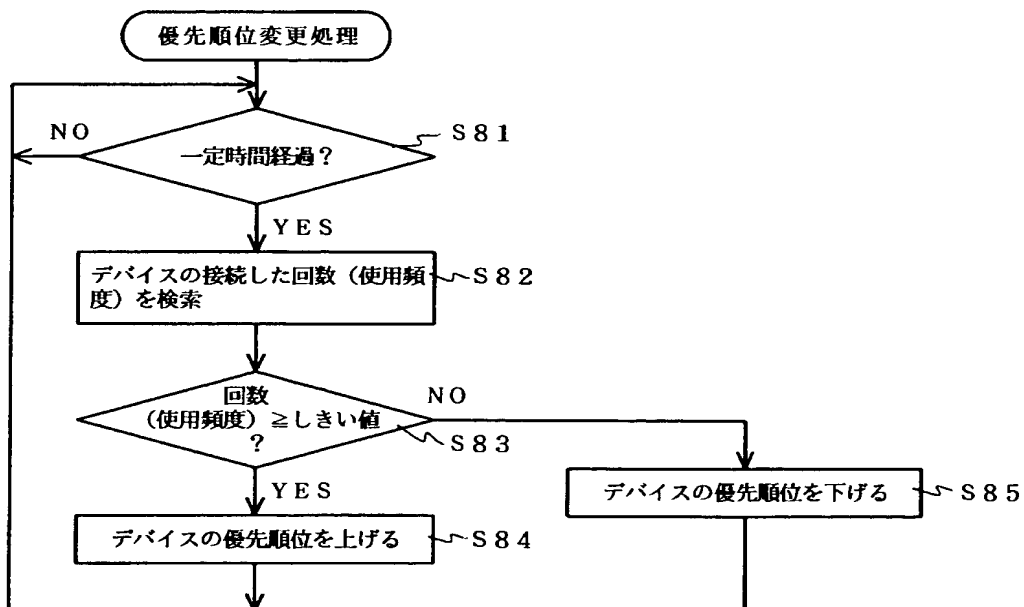 優先順位変更処理
NO
S81
一定時間経過？
YES
デバイスの接続した回数（使用頻
度）を検索
S82
回数
（使用頻度）≧しきい値
？
NO
S83
YES
デバイスの優先順位を上げる
S84
デバイスの優先順位を下げる
S85